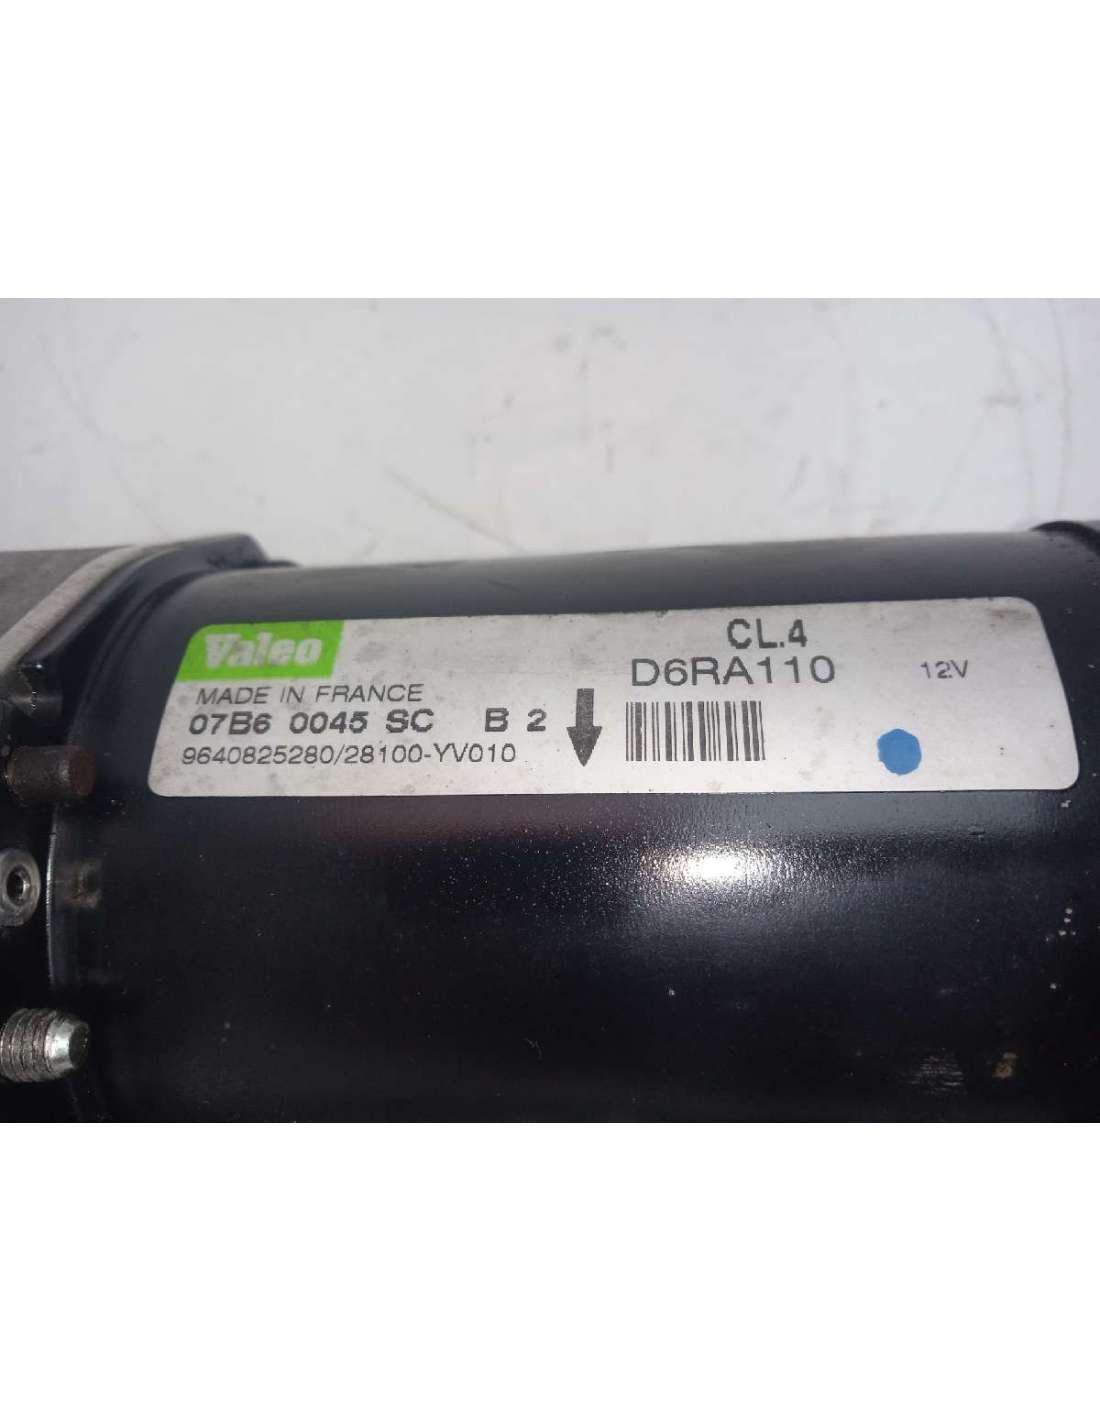 Valeo
MADE IN FRANCE
07B6 0045 SC B 2
9640825280/28100-YV010
CL.4
D6RA110
12V